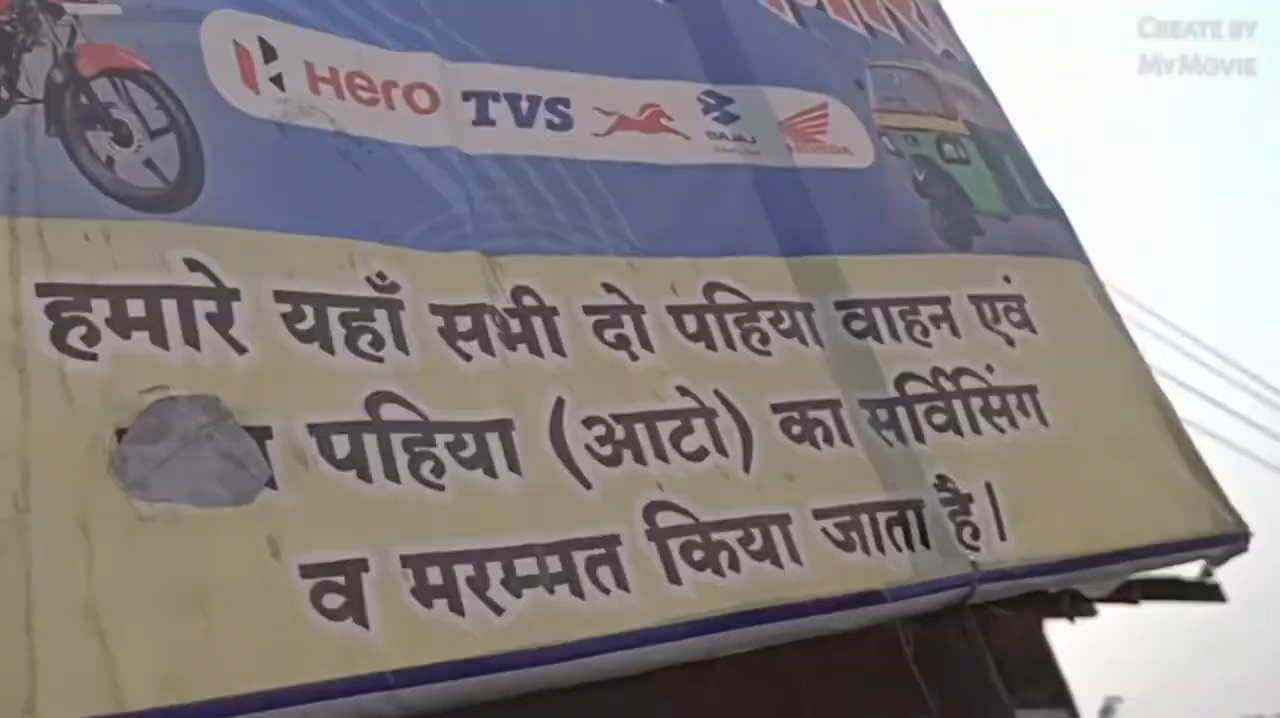 CREATE BY
MYMOVIE
Hero TVS BAJAJ HONDA
हमारे यहाँ सभी दो पहिया वाहन एवं
पहिया (आटो) का सर्विसिंग
व मरम्मत किया जाता है।